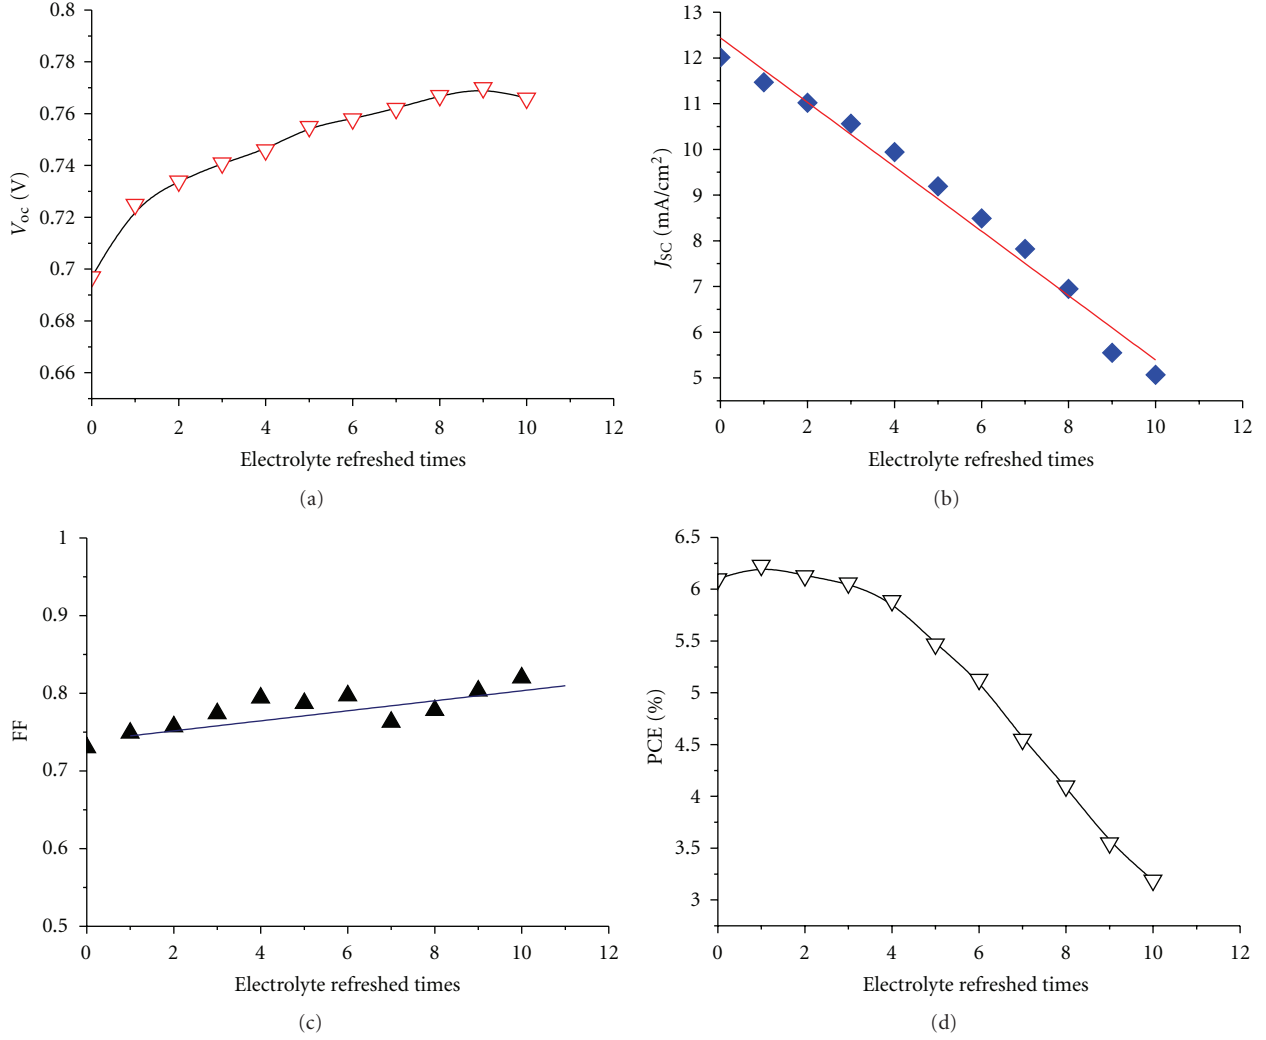 0.8
0.78
0.76
0.74
0.72
0.7
0.68
0.66
V_oc (V)
0 2 4 6 8 10 12
Electrolyte refreshed times
(a)
13
12
11
10
9
8
7
6
5
J_SC (mA/cm²)
0 2 4 6 8 10 12
Electrolyte refreshed times
(b)
1
0.9
0.8
0.7
0.6
0.5
FF
0 2 4 6 8 10 12
Electrolyte refreshed times
(c)
6.5
6
5.5
5
4.5
4
3.5
3
PCE (%)
0 2 4 6 8 10 12
Electrolyte refreshed times
(d)